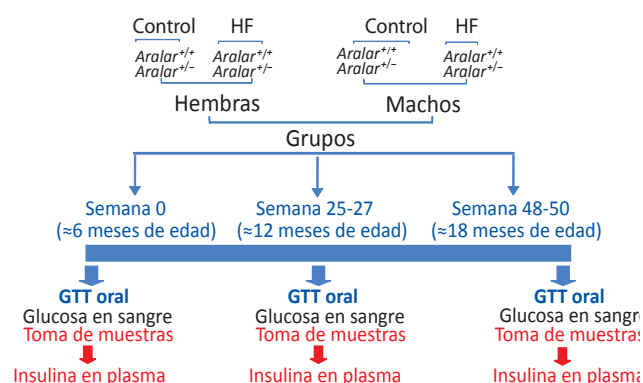 Control HF Control HF
Aralar+/+ Aralar+/+ Aralar+/+ Aralar+/+
Aralar+/- Aralar+/- Aralar+/- Aralar+/-
Hembras Machos
Grupos
Semana 0 Semana 25-27 Semana 48-50
(≈6 meses de edad) (≈12 meses de edad) (≈18 meses de edad)
GTT oral GTT oral GTT oral
Glucosa en sangre Glucosa en sangre Glucosa en sangre
Toma de muestras Toma de muestras Toma de muestras
Insulina en plasma Insulina en plasma Insulina en plasma